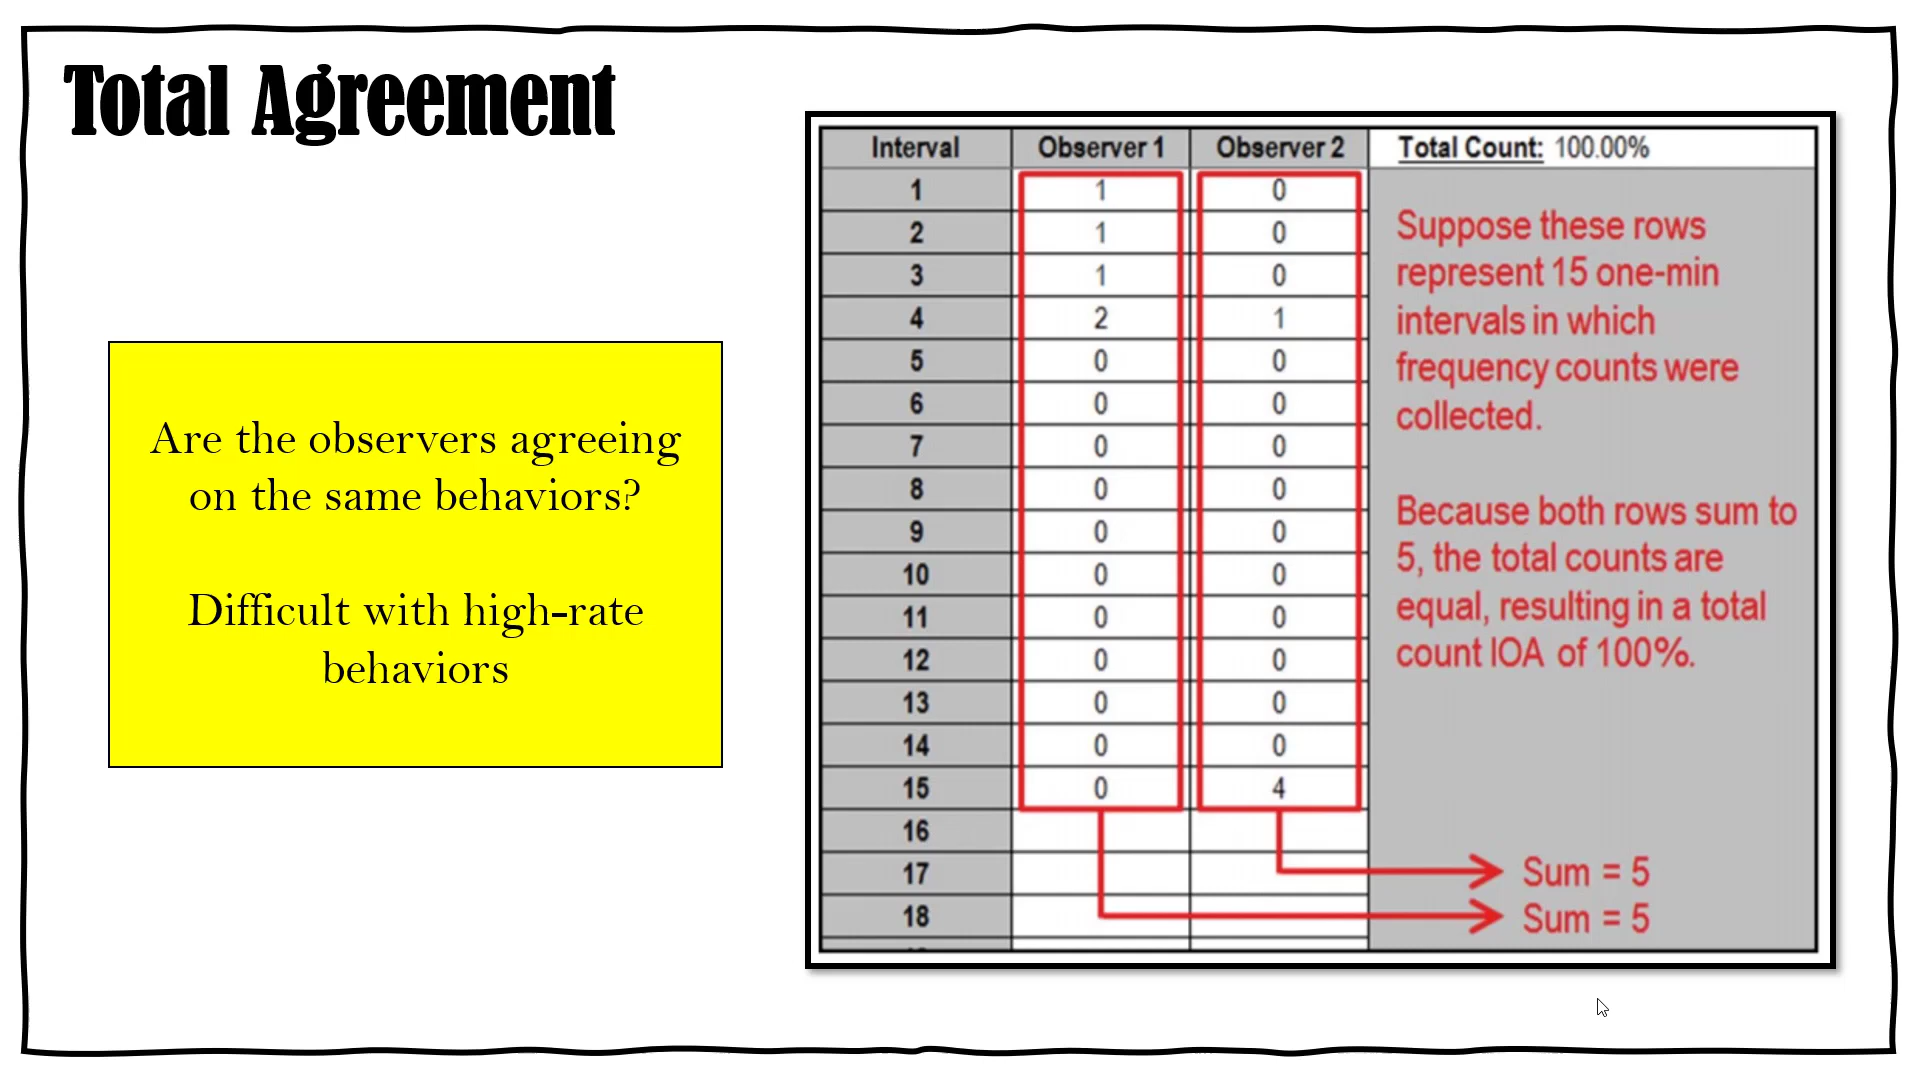 Total Agreement
Are the observers agreeing
on the same behaviors?
Difficult with high-rate
behaviors
Interval Observer 1 Observer 2 Total Count: 100.00%
1 1 0
2 1 0
3 1 0
4 2 1
5 0 0
6 0 0
7 0 0
8 0 0
9 0 0
10 0 0
11 0 0
12 0 0
13 0 0
14 0 0
15 0 4
16
17
18
Suppose these rows
represent 15 one-min
intervals in which
frequency counts were
collected.
Because both rows sum to
5, the total counts are
equal, resulting in a total
count IOA of 100%.
Sum = 5
Sum = 5